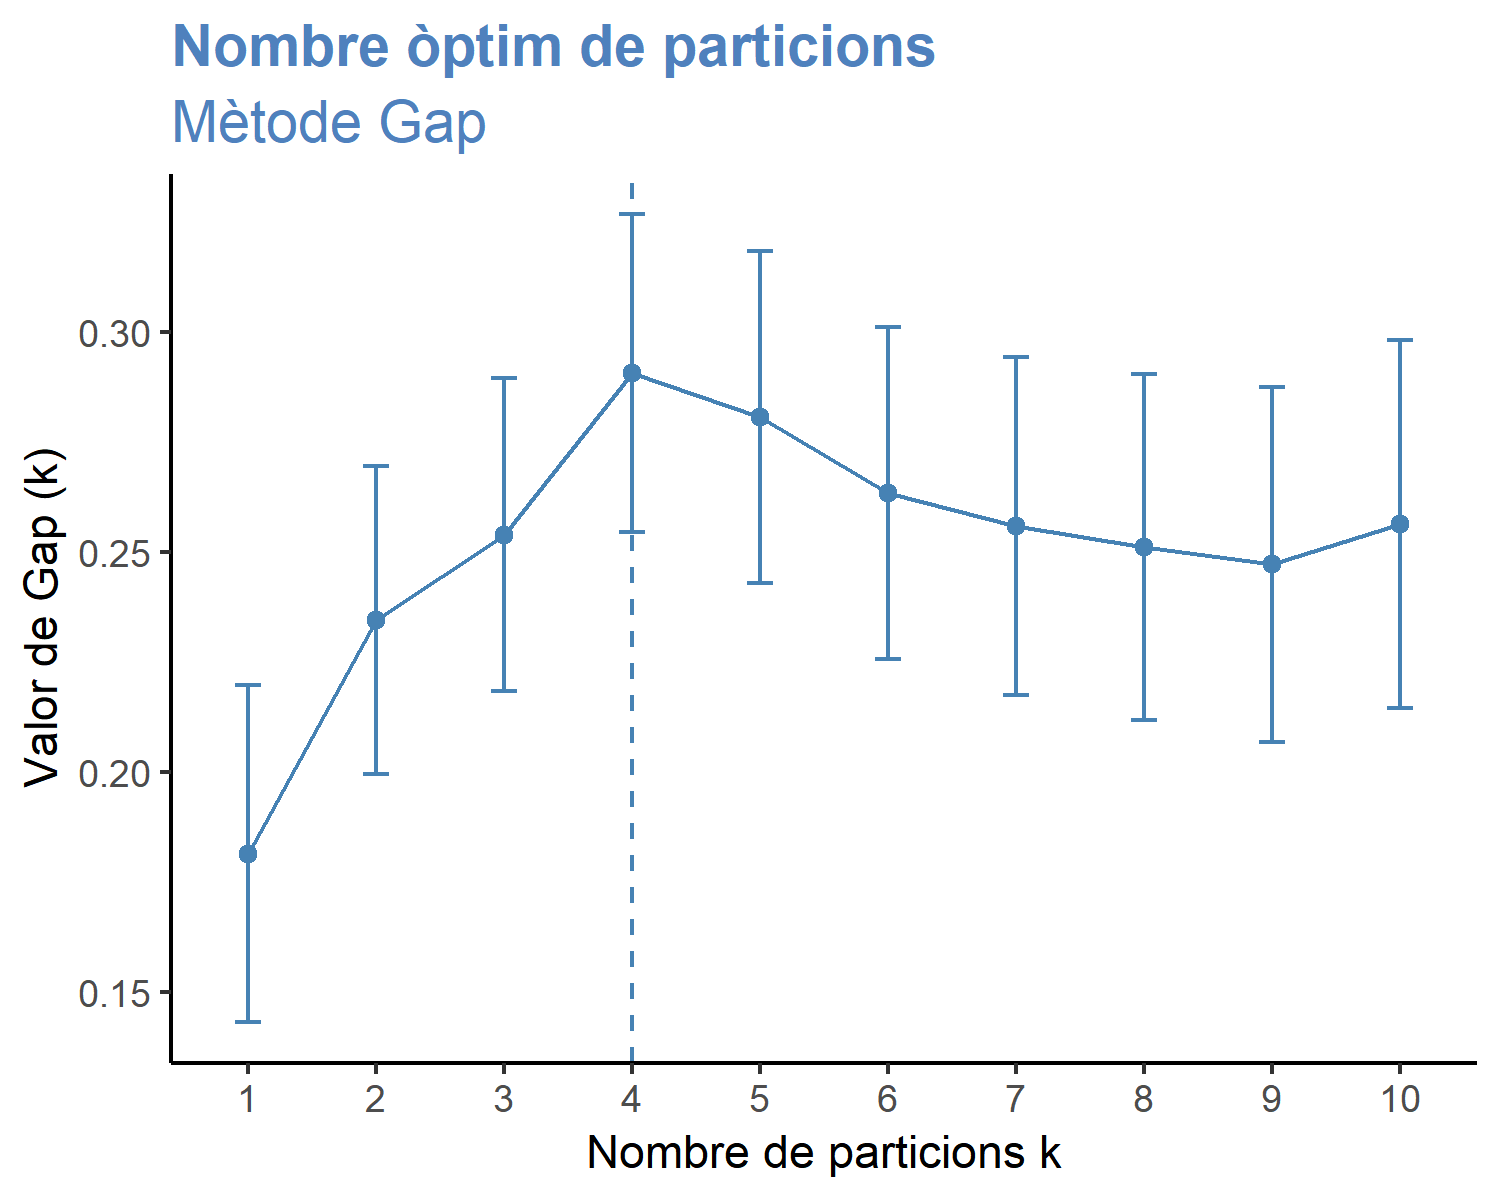 Nombre òptim de particions
Mètode Gap
Valor de Gap (k)
0.30
0.25
0.20
0.15
1 2 3 4 5 6 7 8 9 10
Nombre de particions k